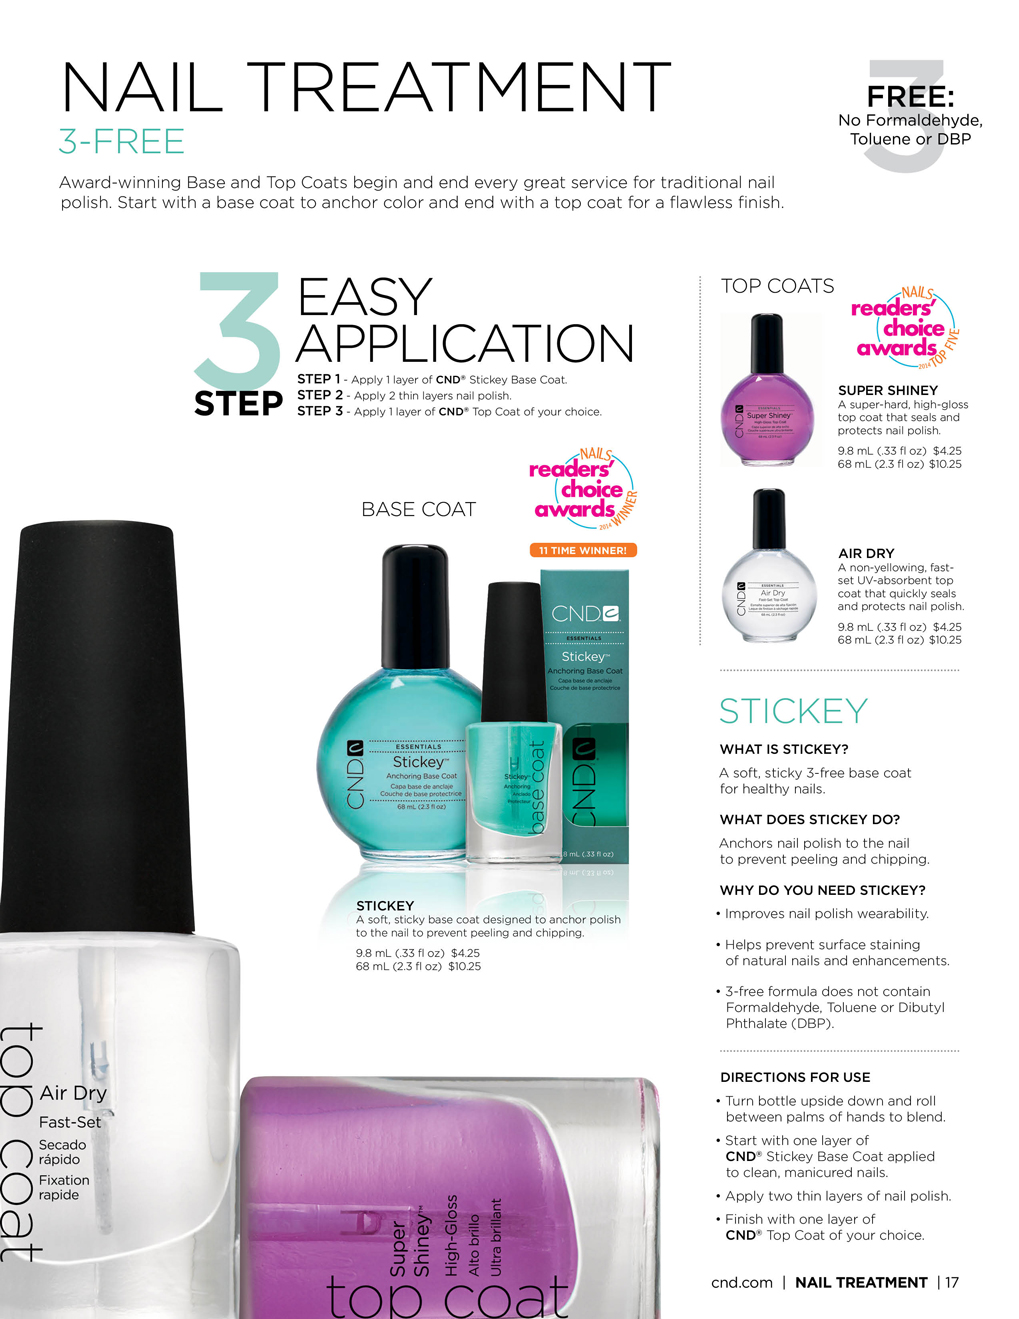 NAIL TREATMENT
3-FREE
Award-winning Base and Top Coats begin and end every great service for traditional nail
polish. Start with a base coat to anchor color and end with a top coat for a flawless finish.
3
FREE:
No Formaldehyde,
Toluene or DBP
3
STEP
EASY
APPLICATION
STEP 1 - Apply 1 layer of CND® Stickey Base Coat.
STEP 2 - Apply 2 thin layers nail polish.
STEP 3 - Apply 1 layer of CND® Top Coat of your choice.
BASE COAT
NAILS
readers'
choice
awards
2014 WINNER
11 TIME WINNER!
CND
ESSENTIALS
Stickey™
Anchoring Base Coat
Capa base de anclaje
Couche de base protectrice
68 mL (2.3 fl oz)
Stickey™
Anchoring
Anclado
Protecteur
base coat
CND
ESSENTIALS
Stickey™
Anchoring Base Coat
Capa base de anclaje
Couche de base protectrice
CND
8 mL (.33 fl oz)
STICKEY
A soft, sticky base coat designed to anchor polish
to the nail to prevent peeling and chipping.
9.8 mL (.33 fl oz) $4.25
68 mL (2.3 fl oz) $10.25
top coat
Air Dry
Fast-Set
Secado
rápido
Fixation
rapide
Super
Shiney™
High-Gloss
Alto brillo
Ultra brillant
top coat
TOP COATS
NAILS
readers'
choice
awards
2014 TOP FIVE
CND
ESSENTIALS
Super Shiney™
High-Gloss Top Coat
SUPER SHINEY
A super-hard, high-gloss
top coat that seals and
protects nail polish.
9.8 mL (.33 fl oz) $4.25
68 mL (2.3 fl oz) $10.25
CND
ESSENTIALS
Air Dry
Fast-Set Top Coat
AIR DRY
A non-yellowing, fast-
set UV-absorbent top
coat that quickly seals
and protects nail polish.
9.8 mL (.33 fl oz) $4.25
68 mL (2.3 fl oz) $10.25
STICKEY
WHAT IS STICKEY?
A soft, sticky 3-free base coat
for healthy nails.
WHAT DOES STICKEY DO?
Anchors nail polish to the nail
to prevent peeling and chipping.
WHY DO YOU NEED STICKEY?
• Improves nail polish wearability.
• Helps prevent surface staining
of natural nails and enhancements.
• 3-free formula does not contain
Formaldehyde, Toluene or Dibutyl
Phthalate (DBP).
DIRECTIONS FOR USE
• Turn bottle upside down and roll
between palms of hands to blend.
• Start with one layer of
CND® Stickey Base Coat applied
to clean, manicured nails.
• Apply two thin layers of nail polish.
• Finish with one layer of
CND® Top Coat of your choice.
cnd.com | NAIL TREATMENT | 17